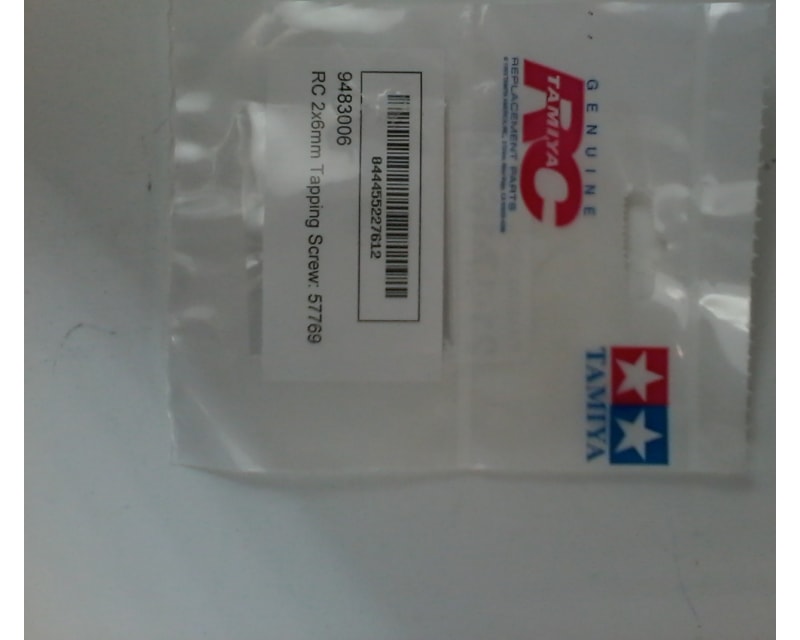 GENUINE
TAMIYA
RC
REPLACEMENT PARTS
TAMIYA
844455227612
9483006
RC 2x6mm Tapping Screw: 57769